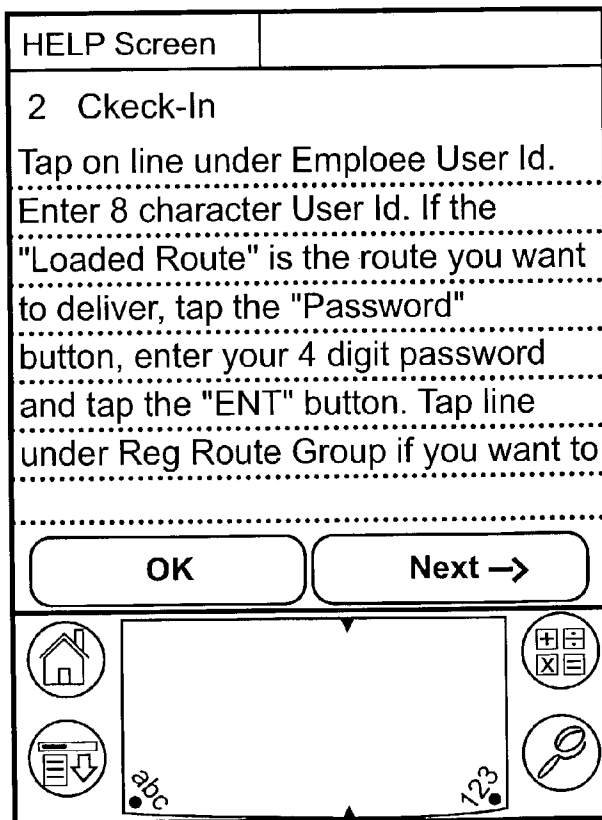 HELP Screen
2 Ckeck-In
Tap on line under Emploee User Id.
Enter 8 character User Id. If the
"Loaded Route" is the route you want
to deliver, tap the "Password"
button, enter your 4 digit password
and tap the "ENT" button. Tap line
under Reg Route Group if you want to
OK
Next ->
+ ÷
X =
abc
123